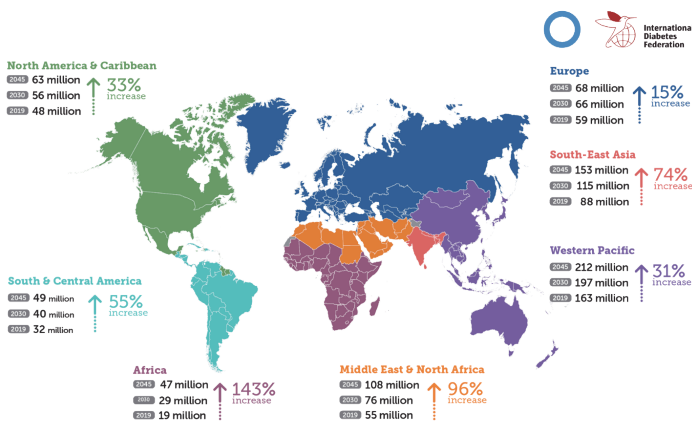 Internationa
Diabetes
Federation
North America & Caribbean
2045 63 million
2030 56 million
2019 48 million
33%
increase
Europe
2045 68 million
2030 66 million
2019 59 million
15%
increase
South-East Asia
2045 153 million
2030 115 million
2019 88 million
74%
increase
Western Pacific
2045 212 million
2030 197 million
2019 163 million
31%
increase
South & Central America
2045 49 million
2030 40 million
2019 32 million
55%
increase
Africa
2045 47 million
2030 29 million
2019 19 million
143%
increase
Middle East & North Africa
2045 108 million
2030 76 million
2019 55 million
96%
increase